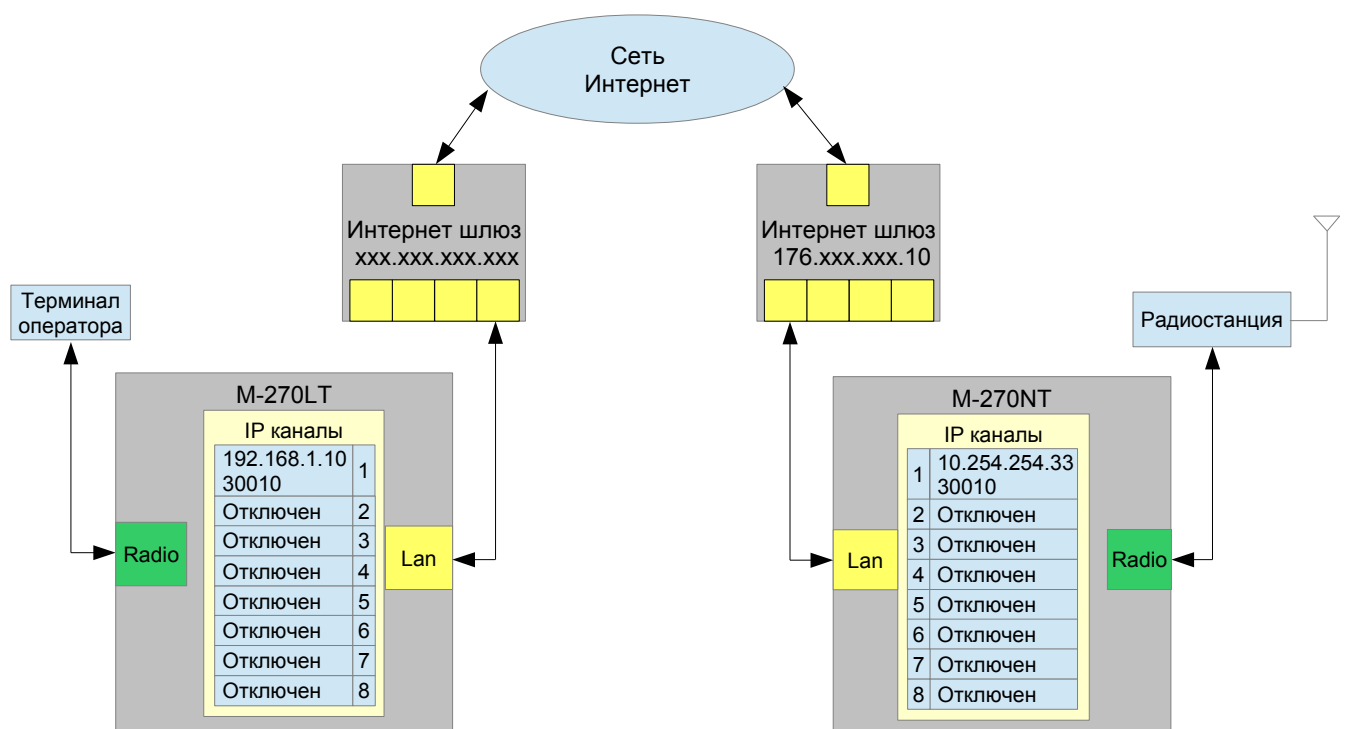 Сеть
Интернет
Интернет шлюз
xxx.xxx.xxx.xxx
Интернет шлюз
176.xxx.xxx.10
Терминал
оператора
Радиостанция
M-270LT
IP каналы
192.168.1.10
30010
1
Отключен 2
Отключен 3
Отключен 4
Отключен 5
Отключен 6
Отключен 7
Отключен 8
Radio
Lan
M-270NT
IP каналы
1
10.254.254.33
30010
2 Отключен
3 Отключен
4 Отключен
5 Отключен
6 Отключен
7 Отключен
8 Отключен
Lan
Radio